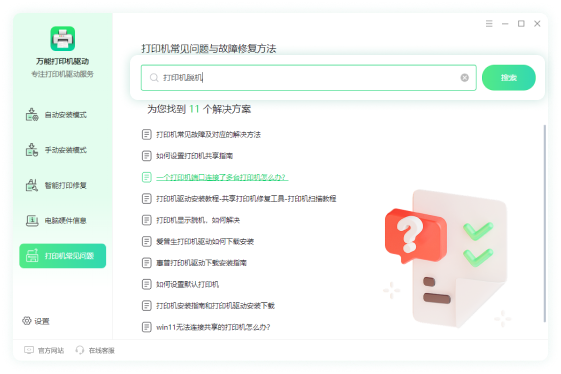 万能打印机驱动
专注打印机驱动服务
自动安装模式
手动安装模式
智能打印修复
电脑硬件信息
打印机常见问题
设置
官方网站
在线客服
打印机常见问题与故障修复方法
打印机脱机
搜索
为您找到 11 个解决方案
打印机常见故障及对应的解决方法
如何设置打印机共享指南
一个打印机端口连接了多台打印机怎么办?
打印机驱动安装教程-共享打印机修复工具-打印机扫描教程
打印机显示脱机、如何解决
爱普生打印机驱动如何下载安装
惠普打印机驱动下载安装指南
如何设置默认打印机
打印机安装指南和打印机驱动安装下载
win11无法连接共享的打印机怎么办?